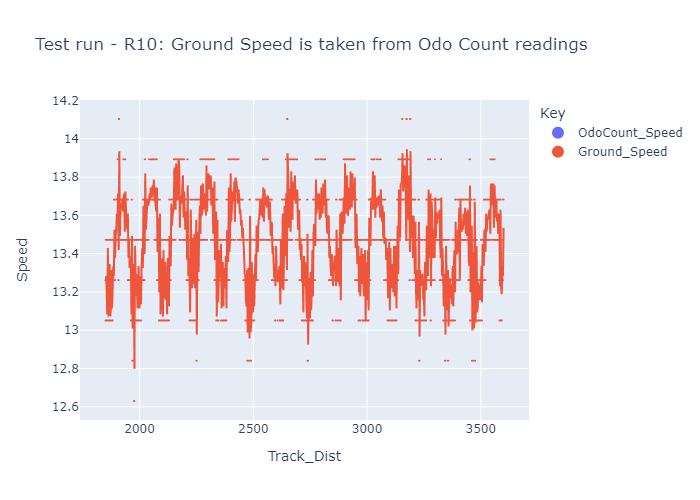 Test run - R10: Ground Speed is taken from Odo Count readings
Key
OdoCount_Speed
Ground_Speed
Speed
14.2
14
13.8
13.6
13.4
13.2
13
12.8
12.6
2000
2500
3000
3500
Track_Dist